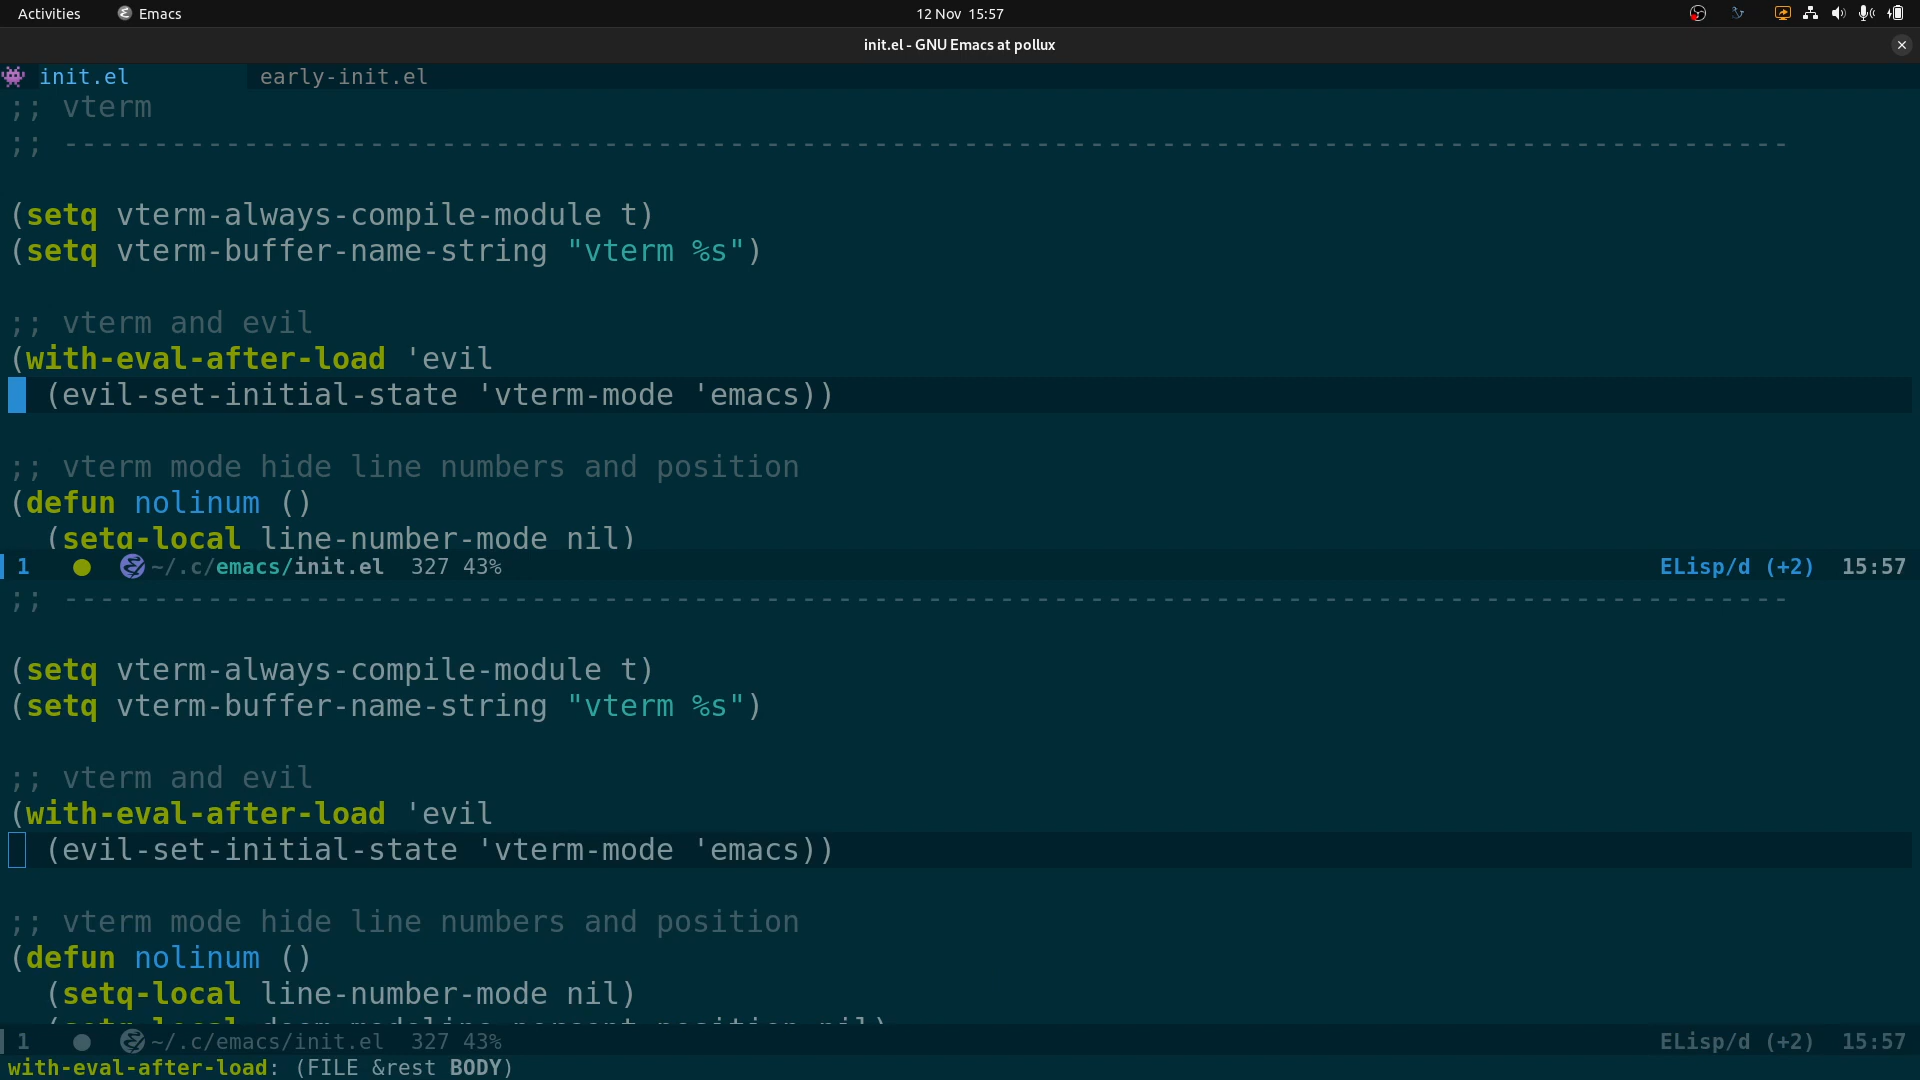 Activities Emacs 12 Nov 15:57
init.el - GNU Emacs at pollux
init.el early-init.el
;; vterm
;; ------------------------------------------------------------------------------------------------
(setq vterm-always-compile-module t)
(setq vterm-buffer-name-string "vterm %s")
;; vterm and evil
(with-eval-after-load 'evil
(evil-set-initial-state 'vterm-mode 'emacs))
;; vterm mode hide line numbers and position
(defun nolinum ()
(setq-local line-number-mode nil)
1 ~/.c/emacs/init.el 327 43% ELisp/d (+2) 15:57
;; ------------------------------------------------------------------------------------------------
(setq vterm-always-compile-module t)
(setq vterm-buffer-name-string "vterm %s")
;; vterm and evil
(with-eval-after-load 'evil
(evil-set-initial-state 'vterm-mode 'emacs))
;; vterm mode hide line numbers and position
(defun nolinum ()
(setq-local line-number-mode nil)
1 ~/.c/emacs/init.el 327 43% ELisp/d (+2) 15:57
with-eval-after-load: (FILE &rest BODY)